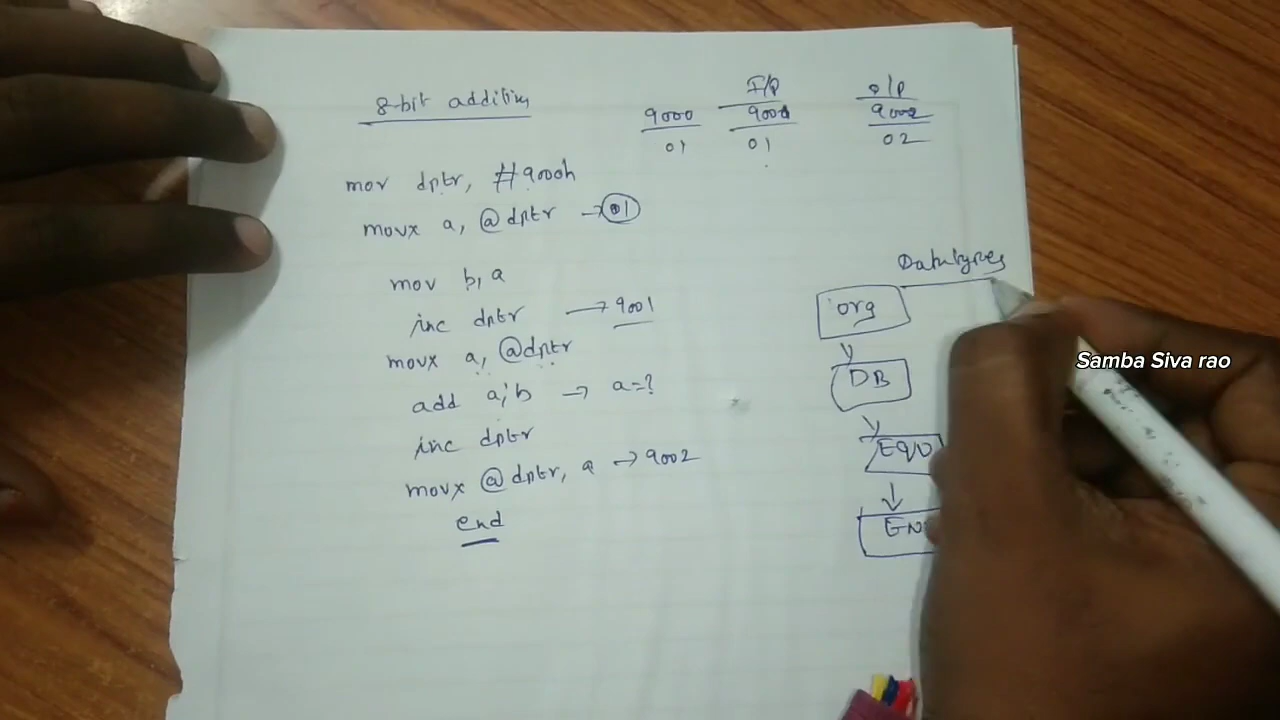 8-bit addition
I/P
O/P
9000 9001 9002
01 01 02
mov dptr, #9000h
movx a, @dptr → 01
mov b, a
inc dptr → 9001
movx a, @dptr
add a, b → a=?
inc dptr
movx @dptr, a → 9002
end
Datatypes
org
DB
EQU
EN
Samba Siva rao